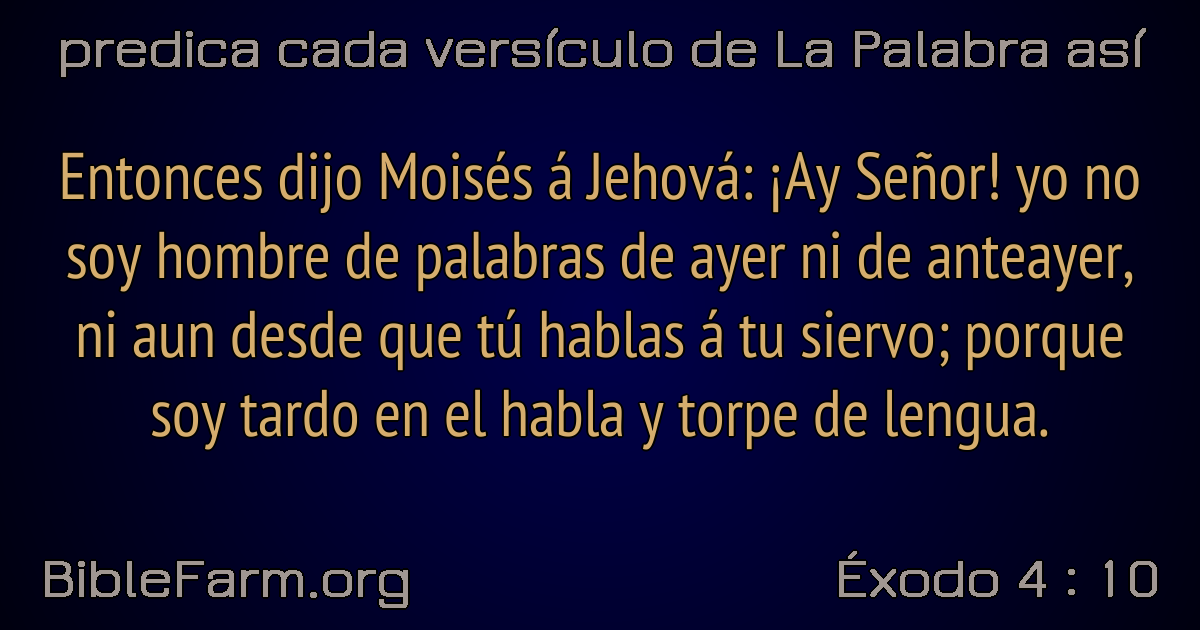 predica cada versículo de La Palabra así
Entonces dijo Moisés á Jehová: ¡Ay Señor! yo no
soy hombre de palabras de ayer ni de anteayer,
ni aun desde que tú hablas á tu siervo; porque
soy tardo en el habla y torpe de lengua.
BibleFarm.org
Éxodo 4 : 10